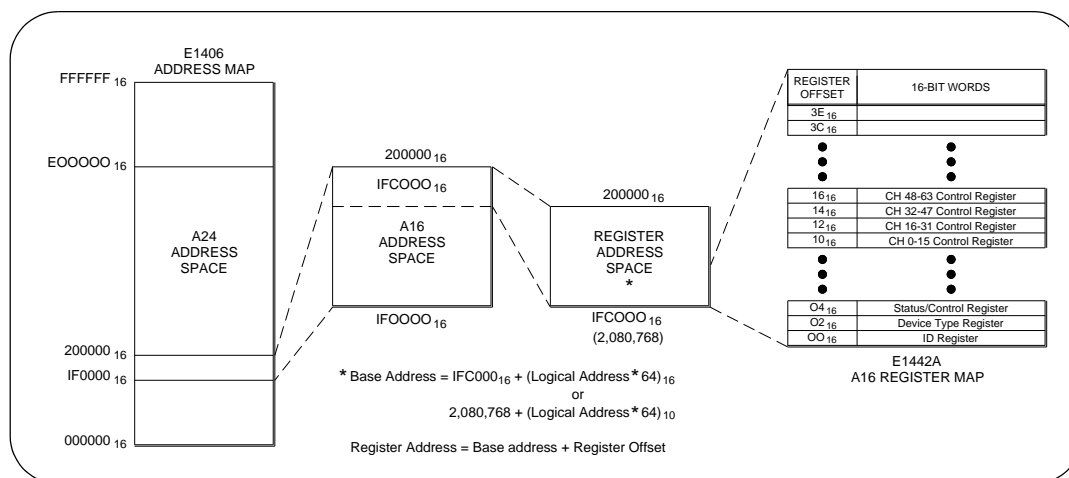 E1406
ADDRESS MAP
FFFFFF 16
EOOOOO 16
A24
ADDRESS
SPACE
200000 16
IF0000 16
000000 16
200000 16
IFCOOO 16
A16
ADDRESS
SPACE
IFOOOO 16
200000 16
REGISTER
ADDRESS
SPACE
*
IFCOOO 16
(2,080,768)
* Base Address = IFC000 16 + (Logical Address * 64) 16
or
2,080,768 + (Logical Address * 64) 10
Register Address = Base address + Register Offset
REGISTER OFFSET 16-BIT WORDS
3E 16
3C 16
16 16 CH 48-63 Control Register
14 16 CH 32-47 Control Register
12 16 CH 16-31 Control Register
10 16 CH 0-15 Control Register
O4 16 Status/Control Register
O2 16 Device Type Register
OO 16 ID Register
E1442A
A16 REGISTER MAP